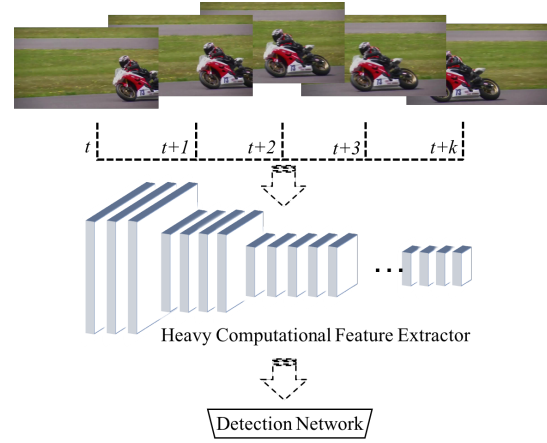 t t+1 t+2 t+3 t+k
...
Heavy Computational Feature Extractor
Detection Network